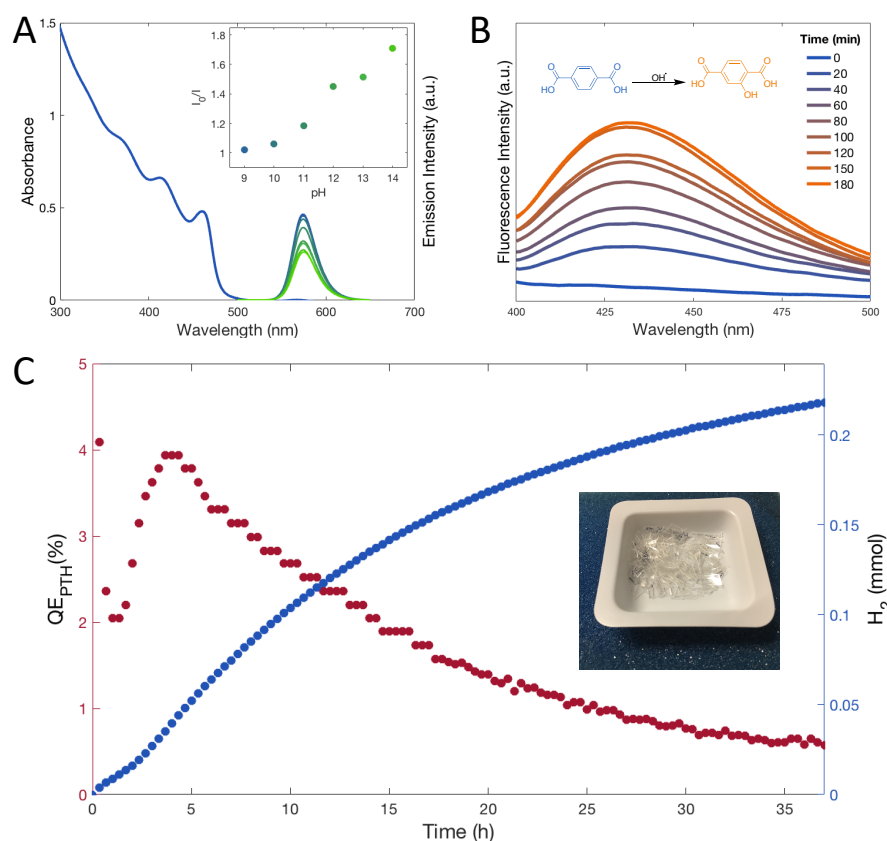 A
1.5
1
0.5
0
300
400
500
600
700
Absorbance
Wavelength (nm)
Emission Intensity (a.u.)
1.8
1.6
1.4
1.2
1
I0/I
9
10
11
12
13
14
pH
B
Fluorescence Intensity (a.u.)
O
OH
O
OH
OH•
O
OH
O
OH
OH
Time (min)
0
20
40
60
80
100
120
150
180
400
425
450
475
500
Wavelength (nm)
C
5
4
3
2
1
0
QE_PTH(%)
0
5
10
15
20
25
30
35
Time (h)
0.2
0.15
0.1
0.05
0
H2 (mmol)